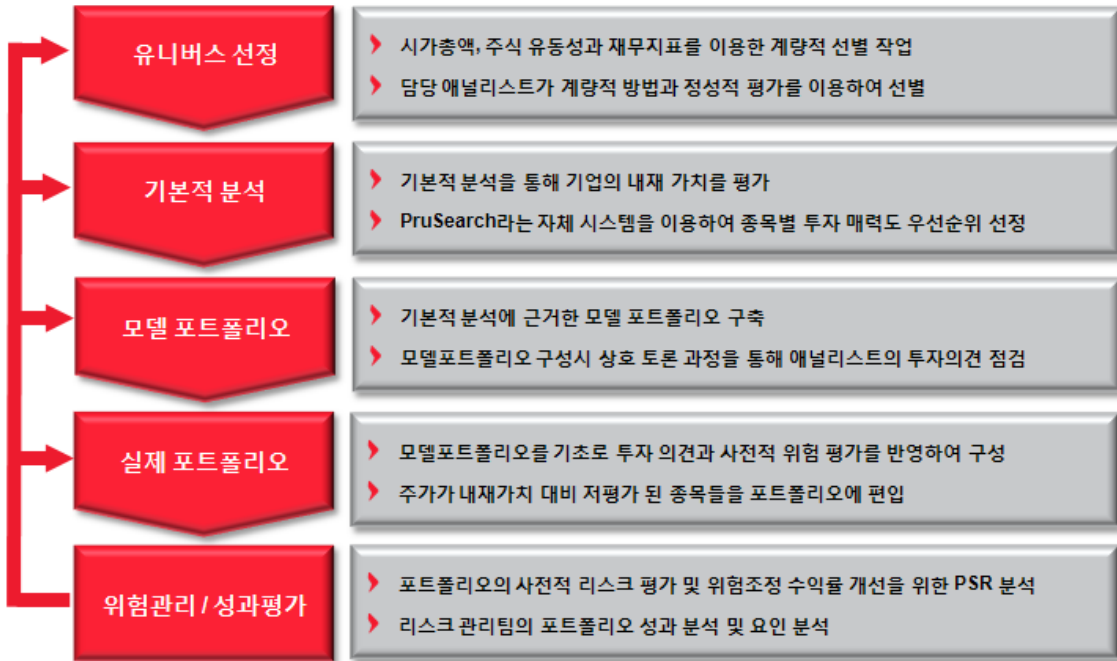 유니버스 선정
시가총액, 주식 유동성과 재무지표를 이용한 계량적 선별 작업
담당 애널리스트가 계량적 방법과 정성적 평가를 이용하여 선별
기본적 분석
기본적 분석을 통해 기업의 내재 가치를 평가
PruSearch라는 자체 시스템을 이용하여 종목별 투자 매력도 우선순위 선정
모델 포트폴리오
기본적 분석에 근거한 모델 포트폴리오 구축
모델포트폴리오 구성시 상호 토론 과정을 통해 애널리스트의 투자의견 점검
실제 포트폴리오
모델포트폴리오를 기초로 투자 의견과 사전적 위험 평가를 반영하여 구성
주가가 내재가치 대비 저평가 된 종목들을 포트폴리오에 편입
위험관리 / 성과평가
포트폴리오의 사전적 리스크 평가 및 위험조정 수익률 개선을 위한 PSR 분석
리스크 관리팀의 포트폴리오 성과 분석 및 요인 분석